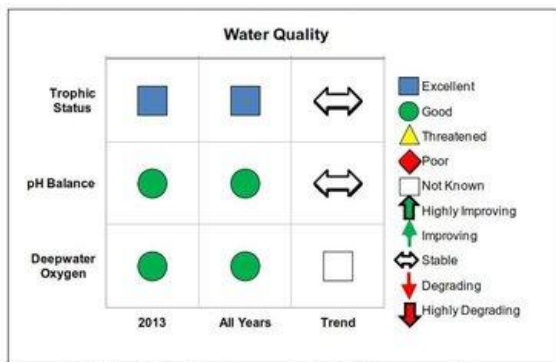 Water Quality
Trophic
Status
pH Balance
Deepwater
Oxygen
2013
All Years
Trend
Excellent
Good
Threatened
Poor
Not Known
Highly Improving
Improving
Stable
Degrading
Highly Degrading